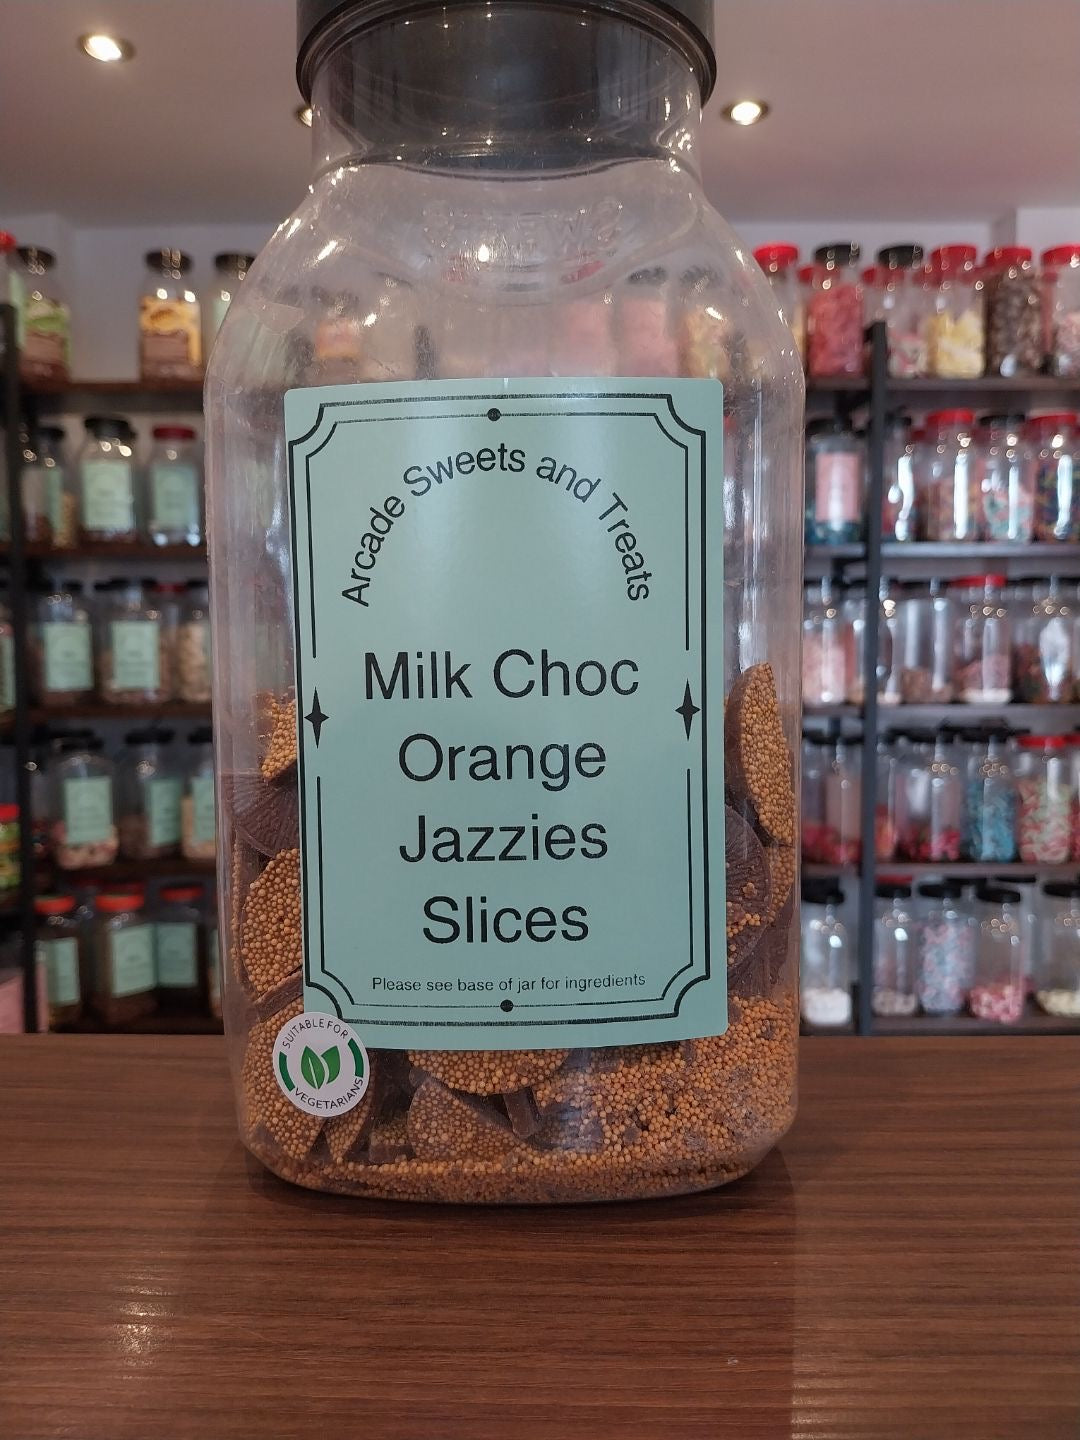 SWEETS
Arcade Sweets and Treats
Milk Choc
Orange
Jazzies
Slices
Please see base of jar for ingredients
SUITABLE FOR
VEGETARIANS